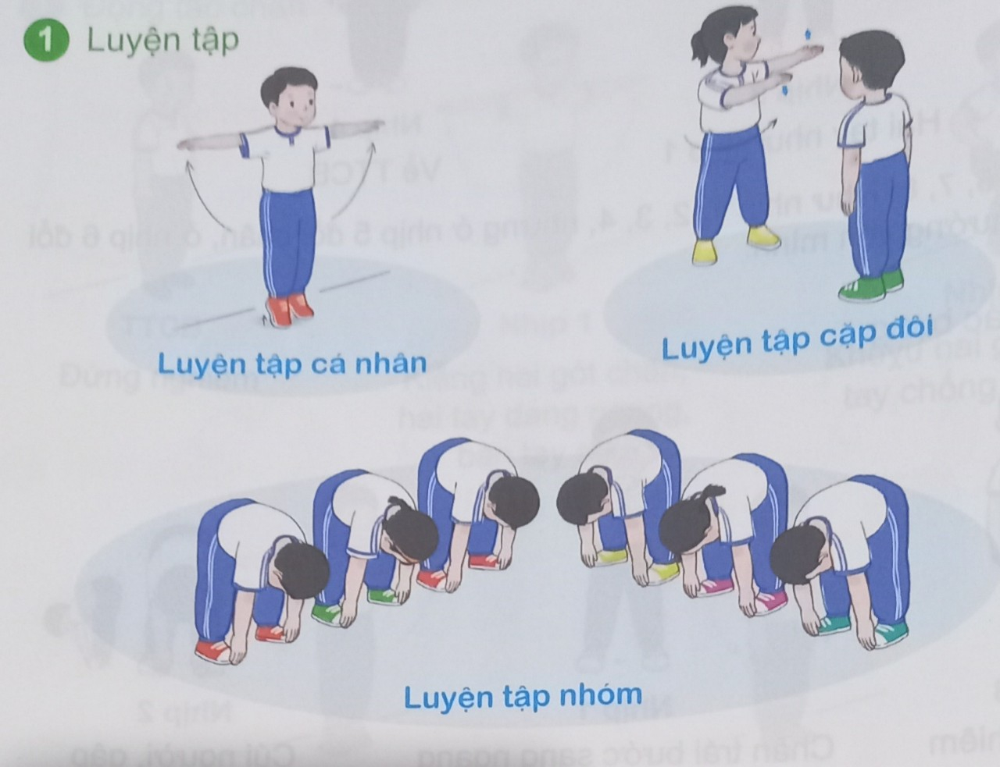 1 Luyện tập
Luyện tập cá nhân
Luyện tập cặp đôi
Luyện tập nhóm